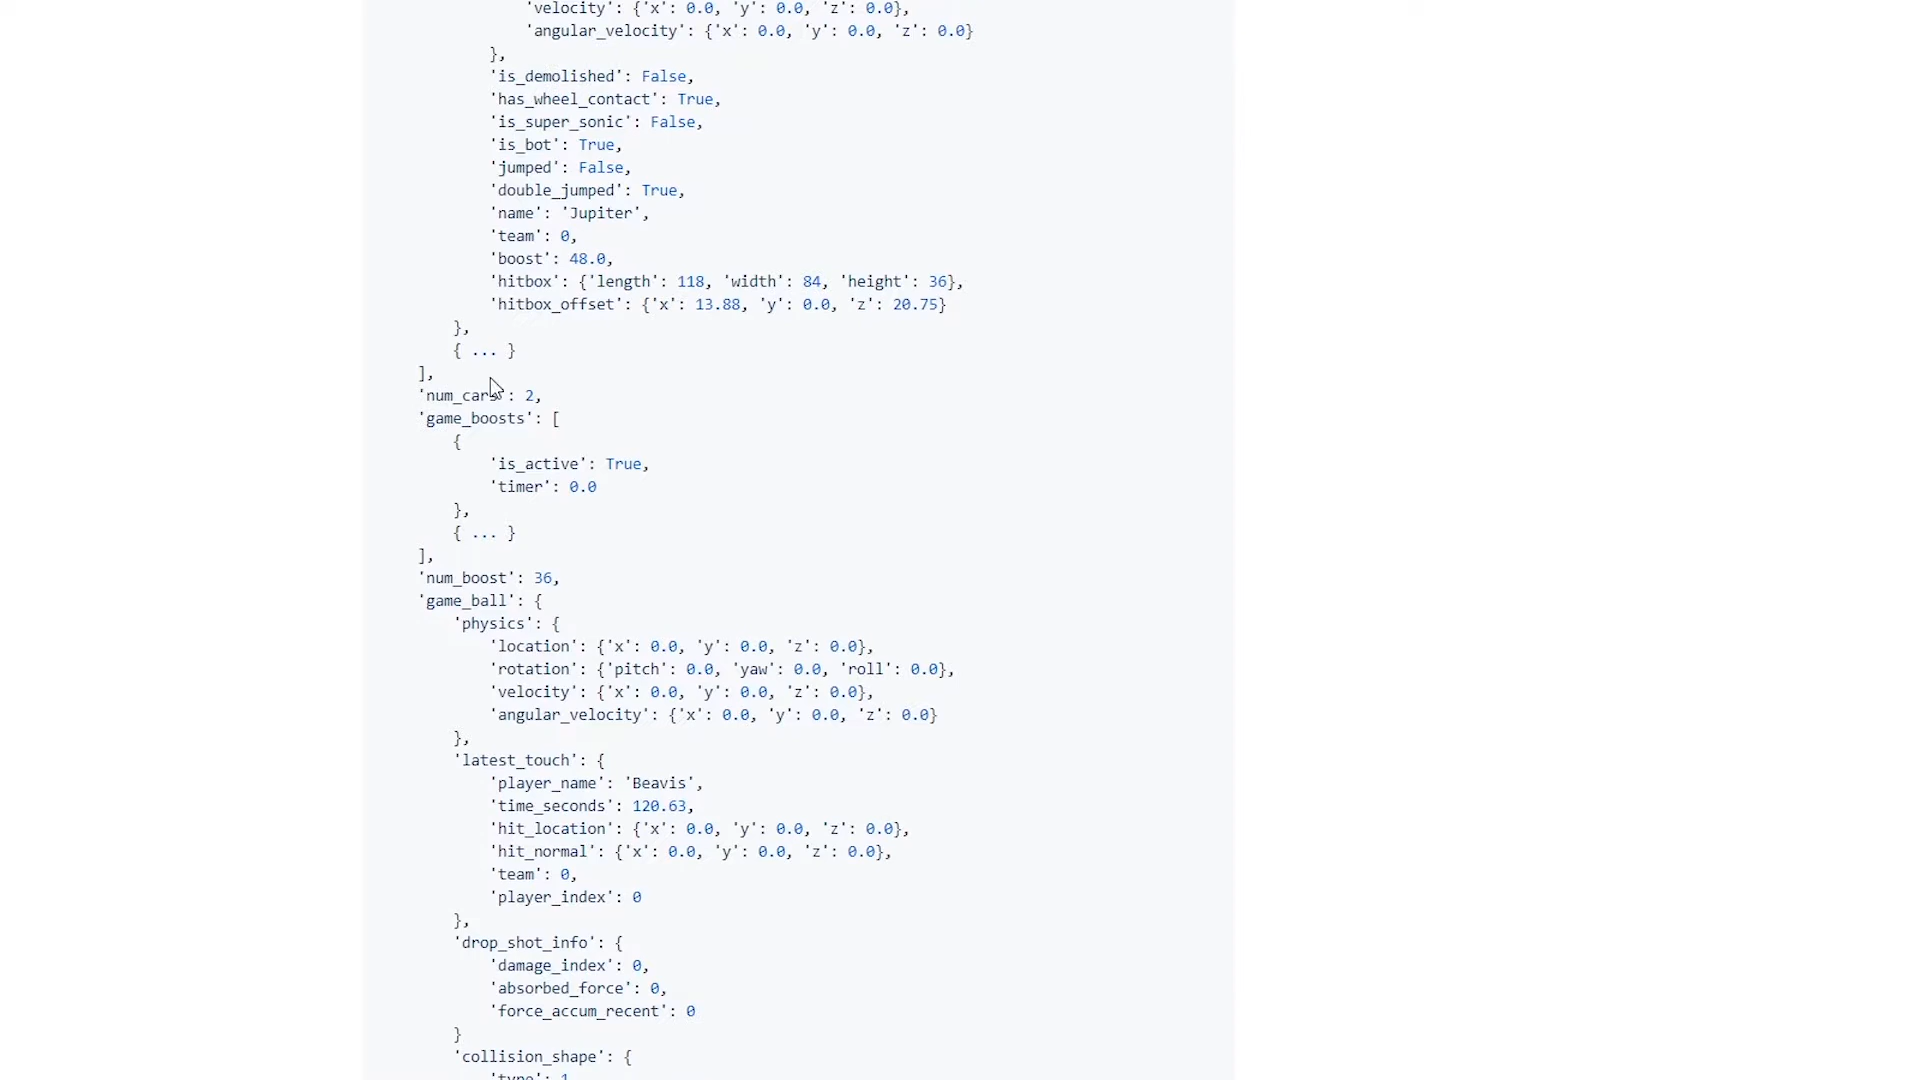 'velocity': {'x': 0.0, 'y': 0.0, 'z': 0.0},
'angular_velocity': {'x': 0.0, 'y': 0.0, 'z': 0.0}
},
'is_demolished': False,
'has_wheel_contact': True,
'is_super_sonic': False,
'is_bot': True,
'jumped': False,
'double_jumped': True,
'name': 'Jupiter',
'team': 0,
'boost': 48.0,
'hitbox': {'length': 118, 'width': 84, 'height': 36},
'hitbox_offset': {'x': 13.88, 'y': 0.0, 'z': 20.75}
},
{ ... }
],
'num_cars': 2,
'game_boosts': [
{
'is_active': True,
'timer': 0.0
},
{ ... }
],
'num_boost': 36,
'game_ball': {
'physics': {
'location': {'x': 0.0, 'y': 0.0, 'z': 0.0},
'rotation': {'pitch': 0.0, 'yaw': 0.0, 'roll': 0.0},
'velocity': {'x': 0.0, 'y': 0.0, 'z': 0.0},
'angular_velocity': {'x': 0.0, 'y': 0.0, 'z': 0.0}
},
'latest_touch': {
'player_name': 'Beavis',
'time_seconds': 120.63,
'hit_location': {'x': 0.0, 'y': 0.0, 'z': 0.0},
'hit_normal': {'x': 0.0, 'y': 0.0, 'z': 0.0},
'team': 0,
'player_index': 0
},
'drop_shot_info': {
'damage_index': 0,
'absorbed_force': 0,
'force_accum_recent': 0
}
'collision_shape': {
'type': 1